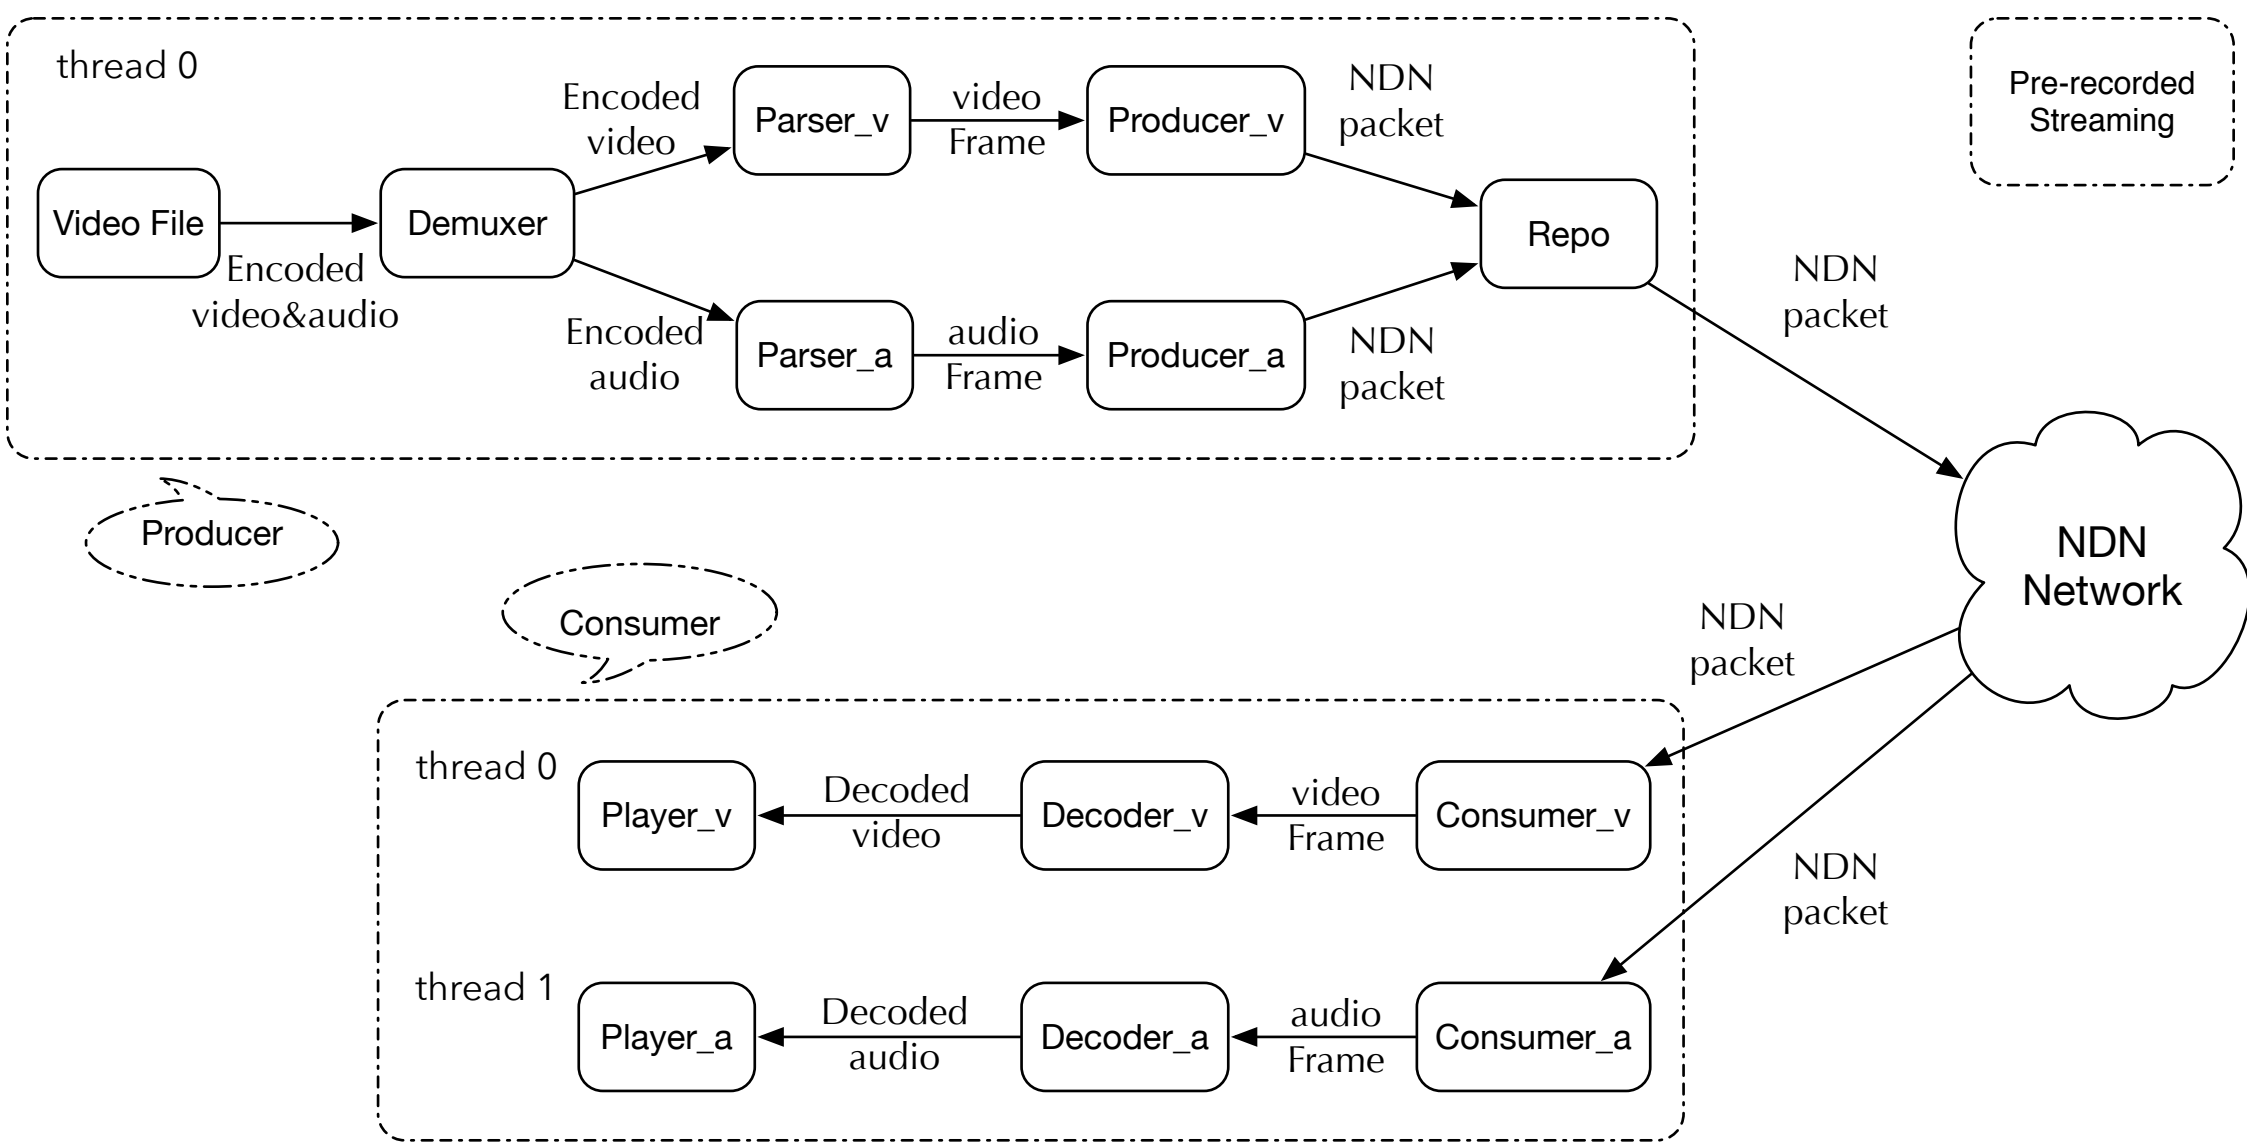 thread 0
Video File
Encoded
video&audio
Demuxer
Encoded
video
Parser_v
video
Frame
Producer_v
NDN
packet
Encoded
audio
Parser_a
audio
Frame
Producer_a
NDN
packet
Repo
NDN
packet
Pre-recorded
Streaming
Producer
NDN
Network
Consumer
NDN
packet
NDN
packet
thread 0
Player_v
Decoded
video
Decoder_v
video
Frame
Consumer_v
thread 1
Player_a
Decoded
audio
Decoder_a
audio
Frame
Consumer_a